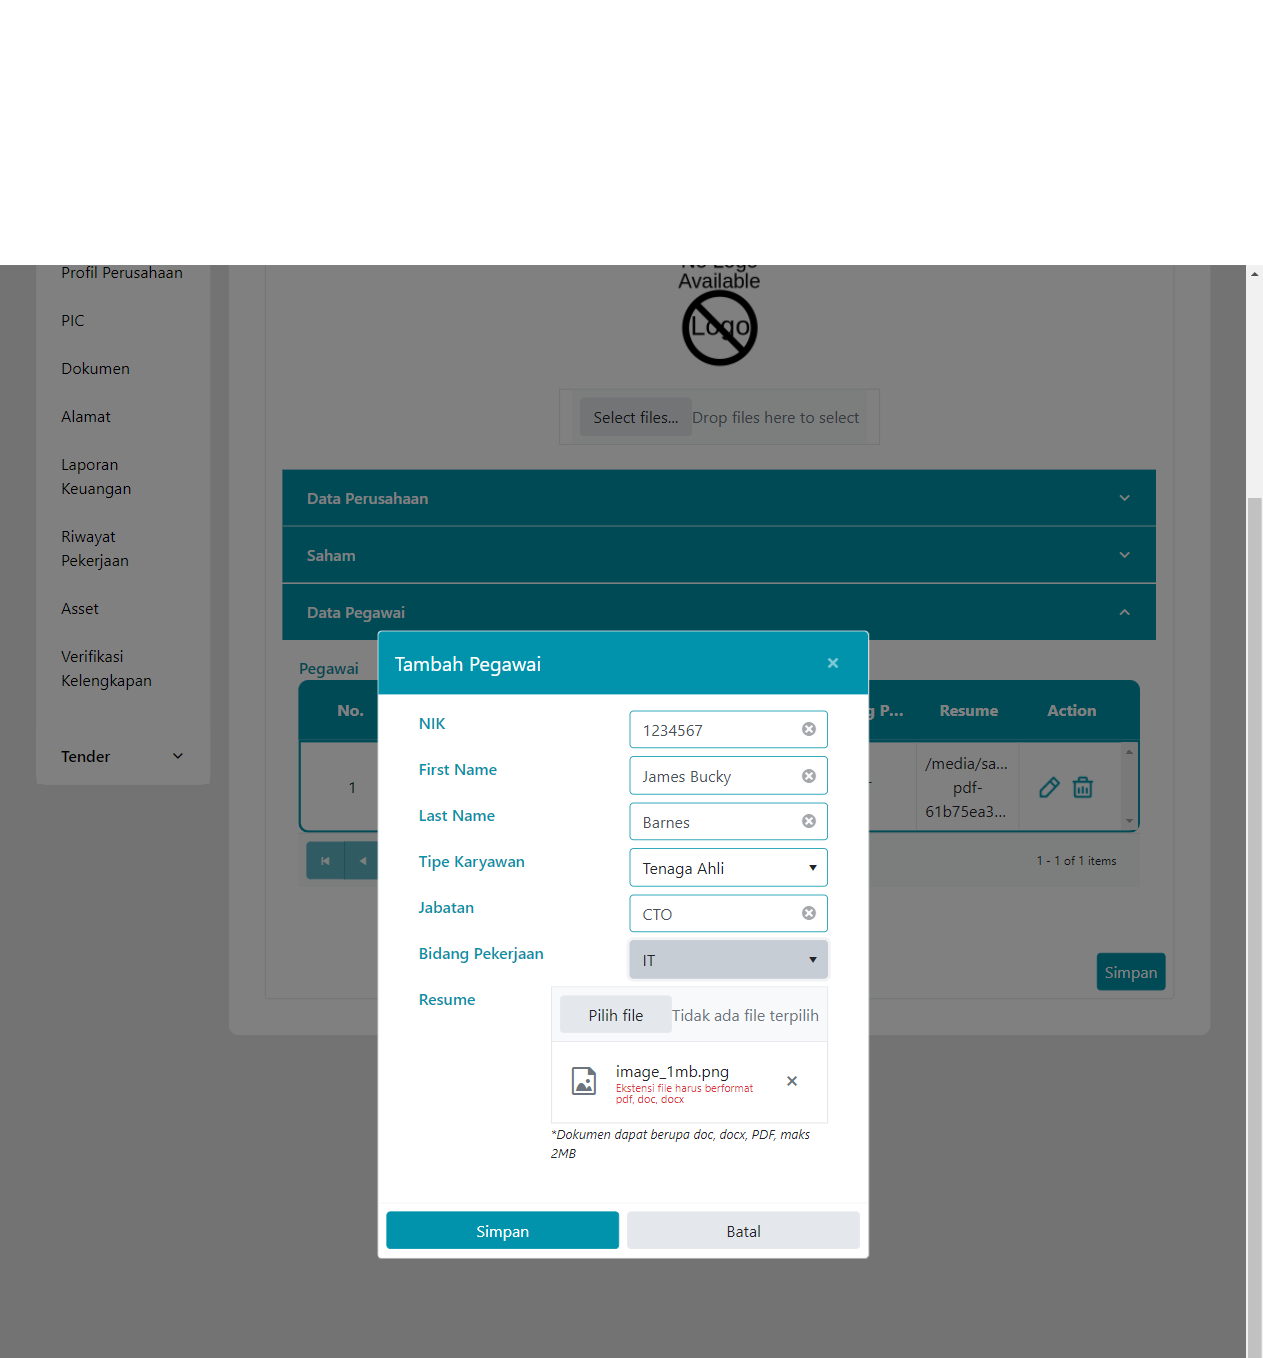 Profil Perusahaan
PIC
Dokumen
Alamat
Laporan
Keuangan
Riwayat
Pekerjaan
Asset
Verifikasi
Kelengkapan
Tender
No Logo
Available
Logo
Select files...
Drop files here to select
Data Perusahaan
Saham
Data Pegawai
Pegawai
No.
g P...
Resume
Action
1
/media/sa...
pdf-
61b75ea3...
1 - 1 of 1 items
Simpan
Tambah Pegawai
NIK
1234567
First Name
James Bucky
Last Name
Barnes
Tipe Karyawan
Tenaga Ahli
Jabatan
CTO
Bidang Pekerjaan
IT
Resume
Pilih file
Tidak ada file terpilih
image_1mb.png
Ekstensi file harus berformat
pdf, doc, docx
*Dokumen dapat berupa doc, docx, PDF, maks
2MB
Simpan
Batal